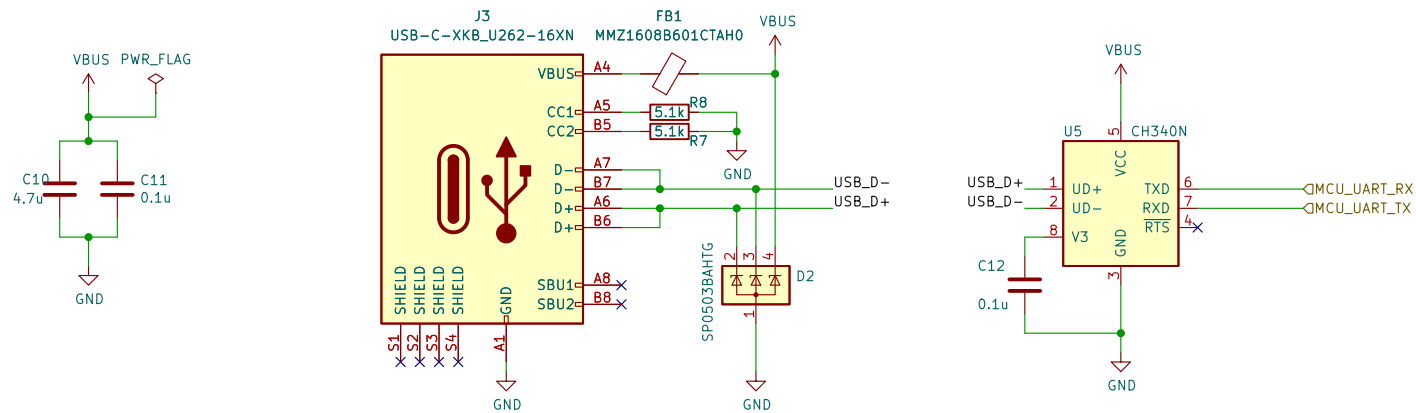 VBUS PWR_FLAG
C10
4.7u
C11
0.1u
GND
J3
USB-C-XKB_U262-16XN
VBUS
CC1
CC2
D-
D-
D+
D+
SBU1
SBU2
SHIELD
SHIELD
SHIELD
SHIELD
GND
A4
A5
B5
A7
B7
A6
B6
A8
B8
S1
S2
S3
S4
A1
GND
FB1
MMZ1608B601CTAH0
VBUS
R8
5.1k
5.1k
R7
GND
USB_D-
USB_D+
SP0503BAHTG
2
3
4
D2
1
GND
VBUS
U5
CH340N
5
VCC
USB_D+
1
UD+
USB_D-
2
UD-
8
V3
TXD
6
MCU_UART_RX
RXD
7
MCU_UART_TX
RTS
4
GND
3
C12
0.1u
GND